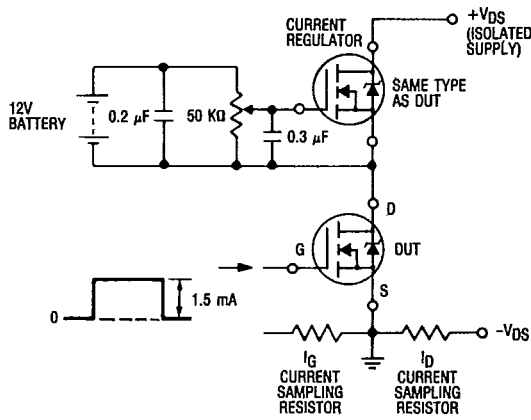 CURRENT
REGULATOR
+VDS
(ISOLATED
SUPPLY)
SAME TYPE
AS DUT
12V
BATTERY
0.2 µF
50 KΩ
0.3 µF
D
G
DUT
S
0
1.5 mA
-VDS
IG
CURRENT
SAMPLING
RESISTOR
ID
CURRENT
SAMPLING
RESISTOR